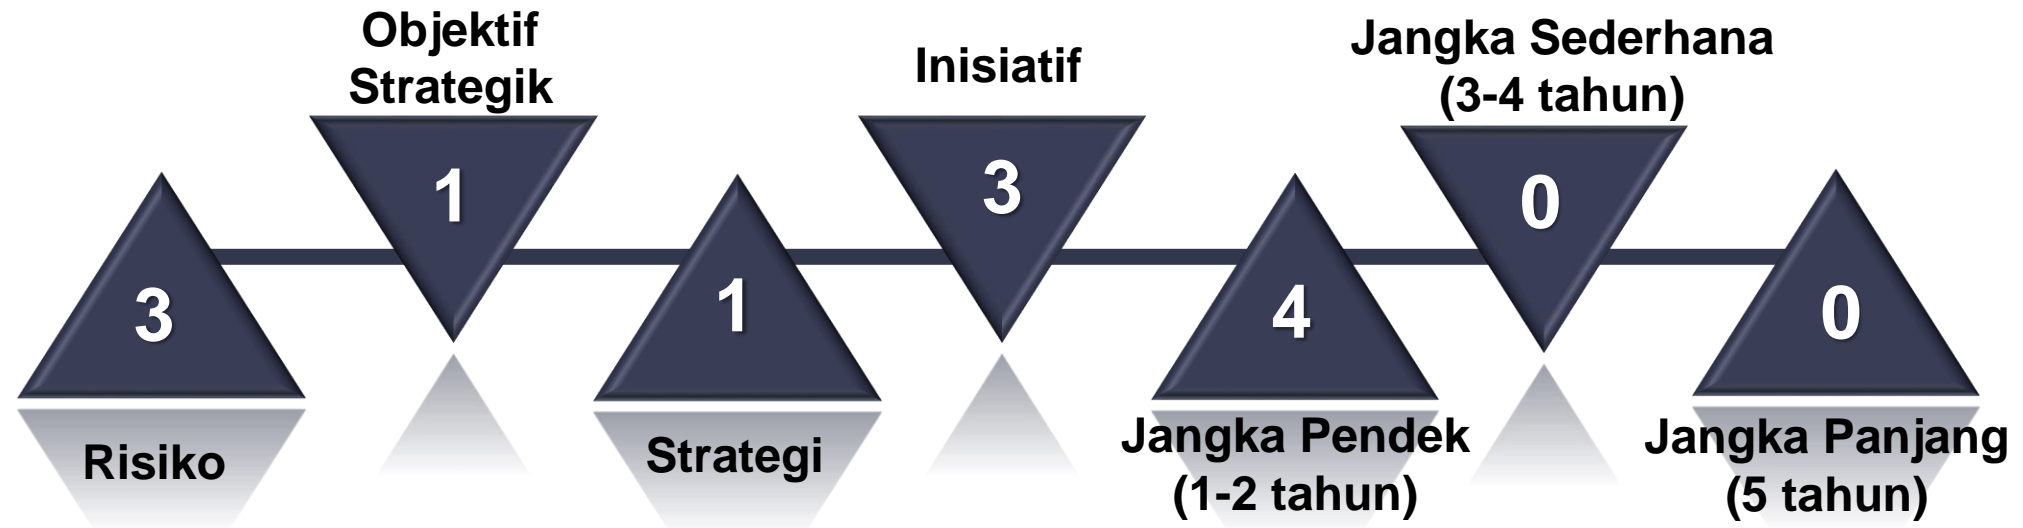 3
Risiko
Objektif
Strategik
1
1
Strategi
Inisiatif
3
4
Jangka Pendek
(1-2 tahun)
Jangka Sederhana
(3-4 tahun)
0
0
Jangka Panjang
(5 tahun)